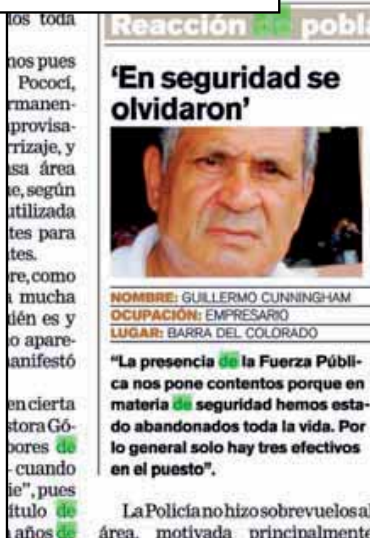 los toda
nos pues
Pococí,
rmanen-
provisa-
rrizaje, y
nsa área
ue, según
utilizada
tes para
tes.
re, como
a mucha
uién es y
o apare-
anifestó
en cierta
stora Gó-
bores de
- cuando
ie”, pues
ítulo de
a años de
Reacción de pobla
‘En seguridad se
olvidaron’
NOMBRE: GUILLERMO CUNNINGHAM
OCUPACIÓN: EMPRESARIO
LUGAR: BARRA DEL COLORADO
“La presencia de la Fuerza Públi-
ca nos pone contentos porque en
materia de seguridad hemos esta-
do abandonados toda la vida. Por
lo general solo hay tres efectivos
en el puesto”.
La Policía no hizo sobrevuelos al
área, motivada principalmente